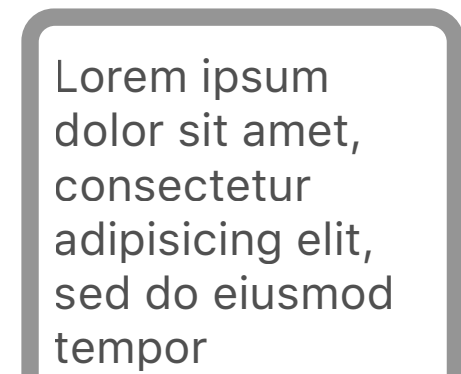 Lorem ipsum
dolor sit amet,
consectetur
adipisicing elit,
sed do eiusmod
tempor